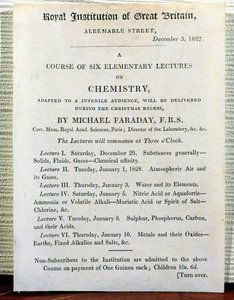 Royal Institution of Great Britain,
ALBEMARLE STREET,
December 3, 1827.
A
COURSE OF SIX ELEMENTARY LECTURES
ON
CHEMISTRY,
ADAPTED TO A JUVENILE AUDIENCE, WILL BE DELIVERED
DURING THE CHRISTMAS RECESS,
BY MICHAEL FARADAY, F.R.S.
Corr. Mem. Royal Acad. Sciences, Paris; Director of the Laboratory, &c. &c.
The Lectures will commence at Three o'Clock.
Lecture I. Saturday, December 29. Substances generally—
Solids, Fluids, Gases—Chemical affinity.
Lecture II. Tuesday, January 1, 1828. Atmospheric Air and
its Gases.
Lecture III. Thursday, January 3. Water and its Elements.
Lecture IV. Saturday, January 5. Nitric Acid or Aquafortis—
Ammonia or Volatile Alkali—Muriatic Acid or Spirit of Salt—
Chlorine, &c.
Lecture V. Tuesday, January 8. Sulphur, Phosphorus, Carbon,
and their Acids.
Lecture VI. Thursday, January 10. Metals and their Oxides—
Earths, Fixed Alkalis and Salts, &c.
Non-Subscribers to the Institution are admitted to the above
Course on payment of One Guinea each; Children 10s. 6d.
[Turn over.